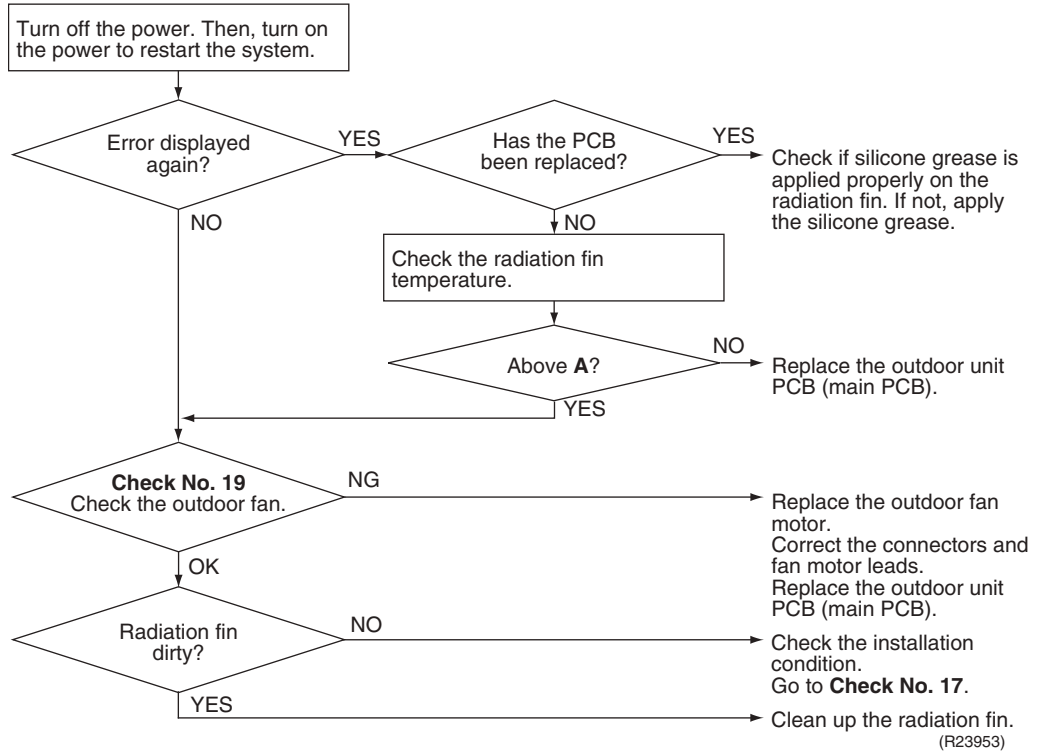 Turn off the power. Then, turn on
the power to restart the system.
Error displayed
again?
YES
Has the PCB
been replaced?
YES
Check if silicone grease is
applied properly on the
radiation fin. If not, apply
the silicone grease.
NO
NO
Check the radiation fin
temperature.
Above A?
NO
Replace the outdoor unit
PCB (main PCB).
YES
Check No. 19
Check the outdoor fan.
NG
Replace the outdoor fan
motor.
Correct the connectors and
fan motor leads.
Replace the outdoor unit
PCB (main PCB).
OK
Radiation fin
dirty?
NO
Check the installation
condition.
Go to Check No. 17.
YES
Clean up the radiation fin.
(R23953)